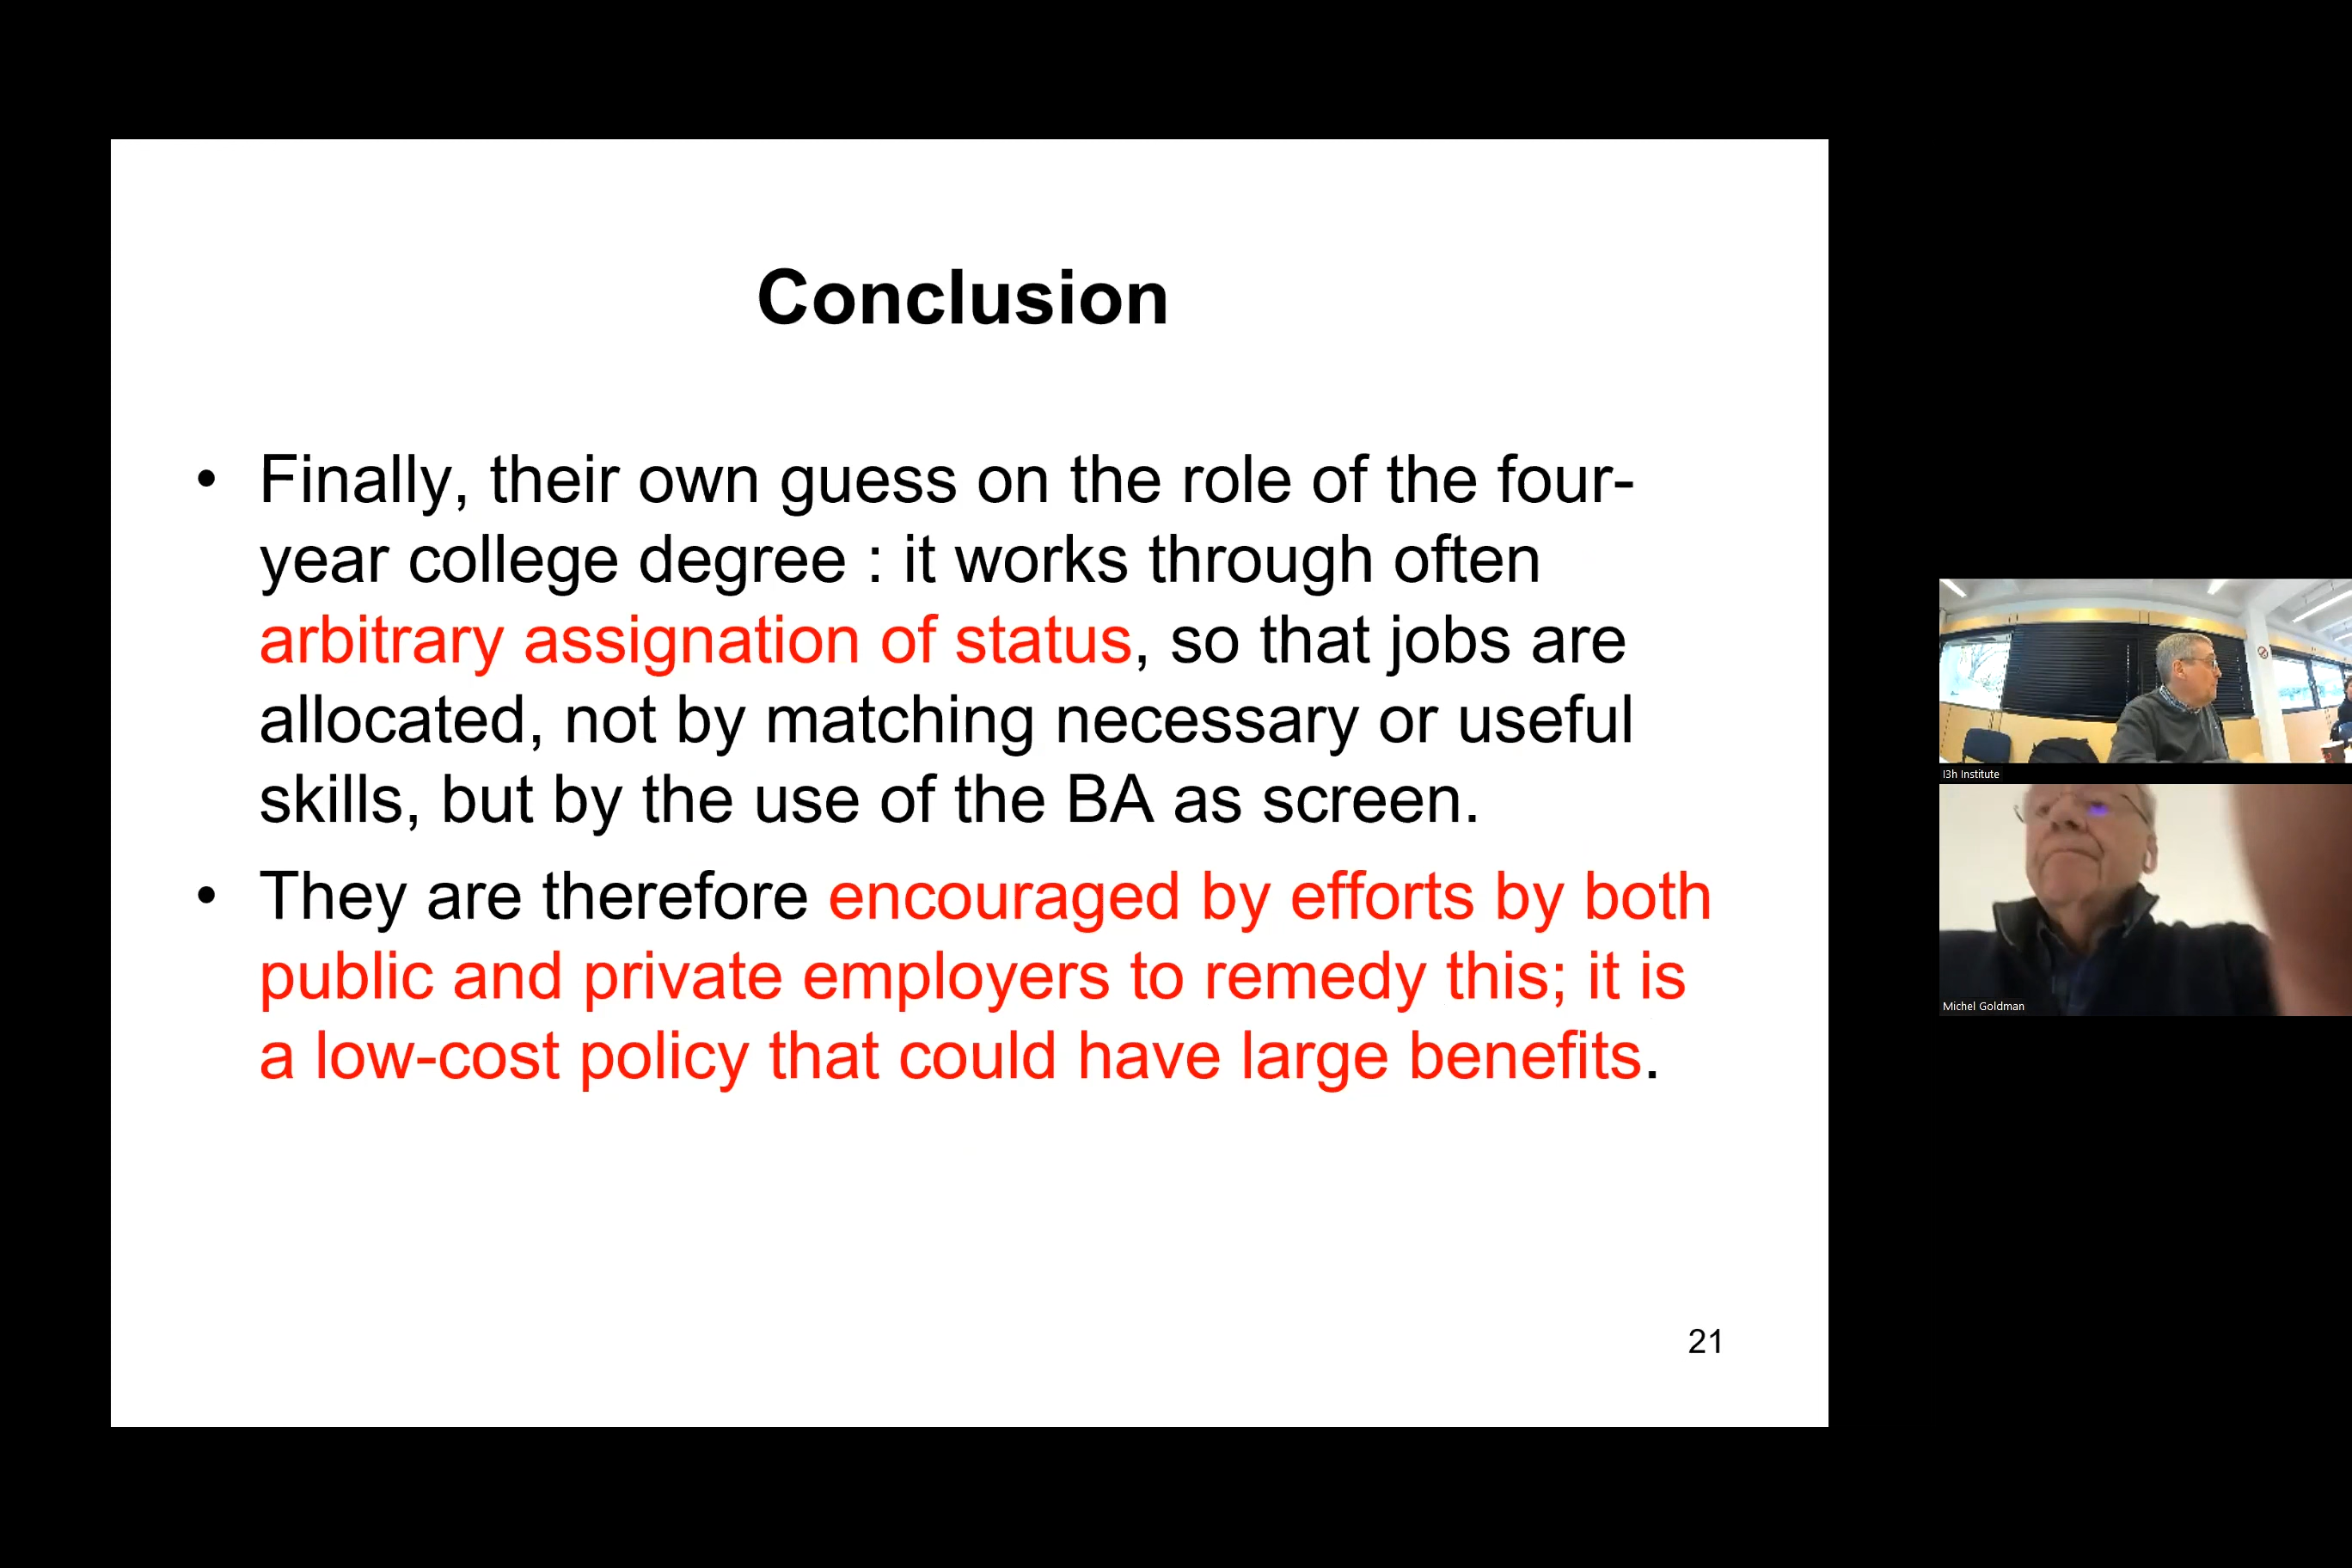 Conclusion
• Finally, their own guess on the role of the four-
year college degree : it works through often
arbitrary assignation of status, so that jobs are
allocated, not by matching necessary or useful
skills, but by the use of the BA as screen.
• They are therefore encouraged by efforts by both
public and private employers to remedy this; it is
a low-cost policy that could have large benefits.
21
I3h Institute
Michel Goldman